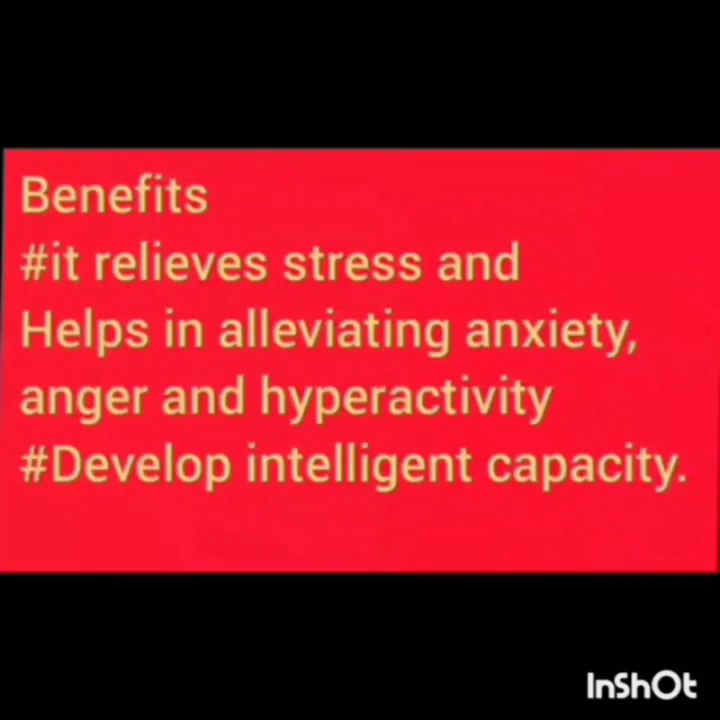 Benefits
#it relieves stress and
Helps in alleviating anxiety,
anger and hyperactivity
#Develop intelligent capacity.
InShOt